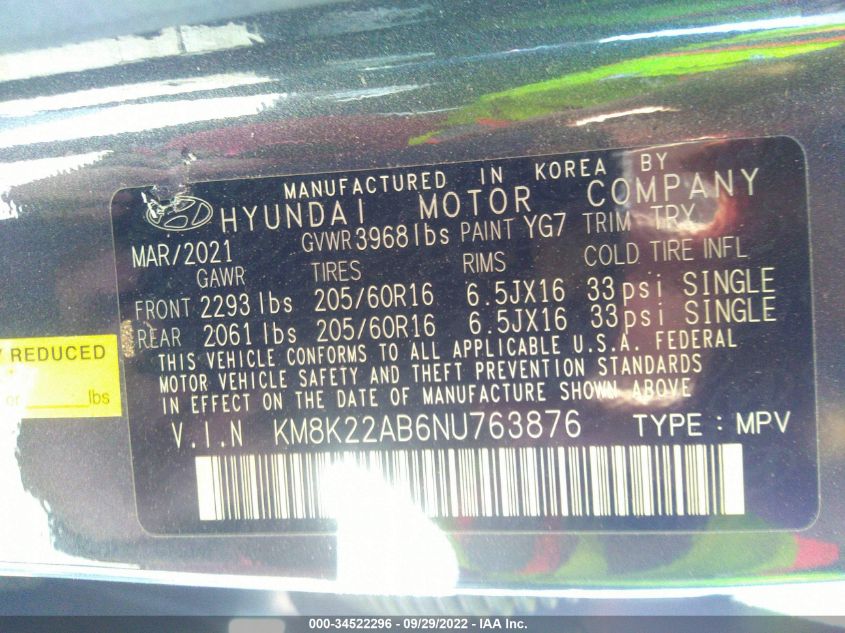 MANUFACTURED IN KOREA BY
HYUNDAI MOTOR COMPANY
MAR/2021 GVWR 3968 lbs PAINT YG7 TRIM TRY
GAWR TIRES RIMS COLD TIRE INFL
FRONT 2293 lbs 205/60R16 6.5JX16 33 psi SINGLE
REAR 2061 lbs 205/60R16 6.5JX16 33 psi SINGLE
THIS VEHICLE CONFORMS TO ALL APPLICABLE U.S.A. FEDERAL
MOTOR VEHICLE SAFETY AND THEFT PREVENTION STANDARDS
IN EFFECT ON THE DATE OF MANUFACTURE SHOWN ABOVE
V.I.N KM8K22AB6NU763876 TYPE : MPV
REDUCED
or lbs
000-34522296 - 09/29/2022 - IAA Inc.